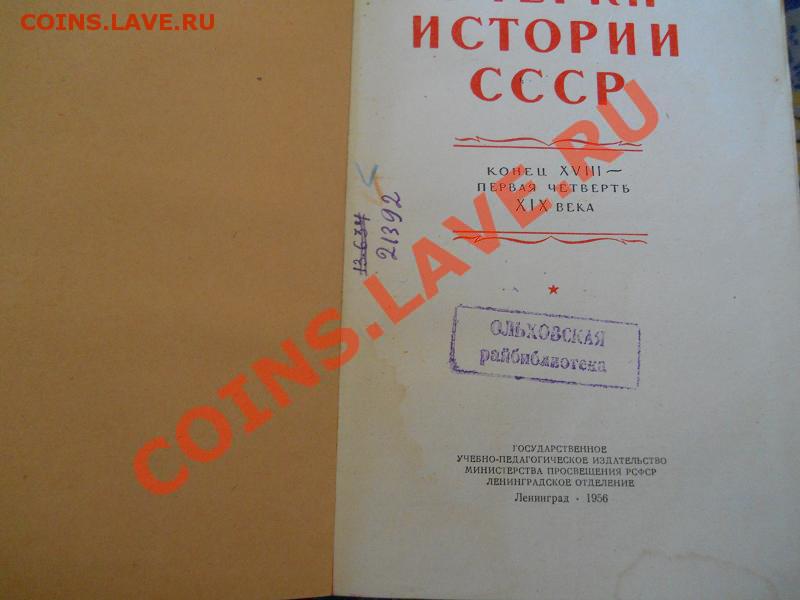 COINS.LAVE.RU
ИСТОРИИ
СССР
КОНЕЦ XVIII—
ПЕРВАЯ ЧЕТВЕРТЬ
XIX ВЕКА
13634
21392
ОЛЬХОВСКАЯ
райбиблиотека
ГОСУДАРСТВЕННОЕ
УЧЕБНО-ПЕДАГОГИЧЕСКОЕ ИЗДАТЕЛЬСТВО
МИНИСТЕРСТВА ПРОСВЕЩЕНИЯ РСФСР
ЛЕНИНГРАДСКОЕ ОТДЕЛЕНИЕ
Ленинград · 1956
COINS.LAVE.RU